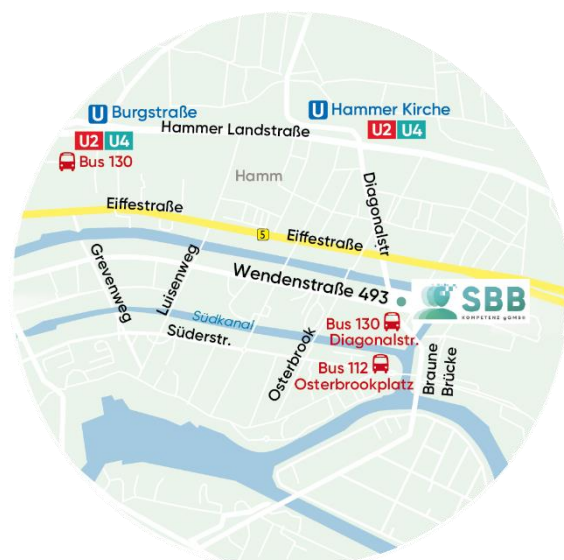 U Burgstraße
U2 U4
Bus 130
U Hammer Kirche
U2 U4
Hammer Landstraße
Hamm
Diagonalstr
Eiffestraße
5
Eiffestraße
Grevenweg
Luisenweg
Wendenstraße 493
SBB
KOMPETENZ gGMBH
Südkanal
Süderstr.
Bus 130
Diagonalstr.
Osterbrook
Bus 112
Osterbrookplatz
Braune
Brücke